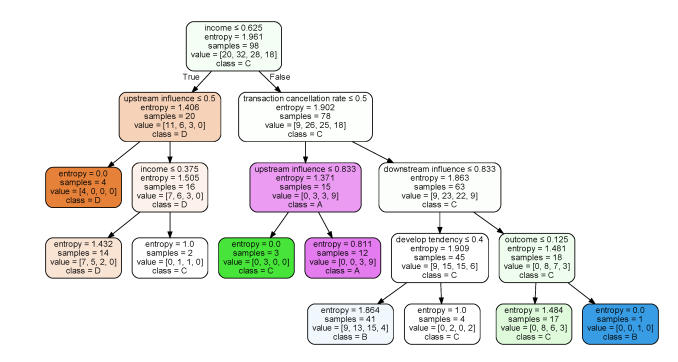 income ≤ 0.625
entropy = 1.961
samples = 98
value = [20, 32, 28, 18]
class = C
True
False
upstream influence ≤ 0.5
entropy = 1.406
samples = 20
value = [11, 6, 3, 0]
class = D
transaction cancellation rate ≤ 0.5
entropy = 1.902
samples = 78
value = [9, 26, 25, 18]
class = C
entropy = 0.0
samples = 4
value = [4, 0, 0, 0]
class = D
income ≤ 0.375
entropy = 1.505
samples = 16
value = [7, 6, 3, 0]
class = D
upstream influence ≤ 0.833
entropy = 1.371
samples = 15
value = [0, 3, 3, 9]
class = A
downstream influence ≤ 0.833
entropy = 1.863
samples = 63
value = [9, 23, 22, 9]
class = C
entropy = 1.432
samples = 14
value = [7, 5, 2, 0]
class = D
entropy = 1.0
samples = 2
value = [0, 1, 1, 0]
class = C
entropy = 0.0
samples = 3
value = [0, 3, 0, 0]
class = C
entropy = 0.811
samples = 12
value = [0, 0, 3, 9]
class = A
develop tendency ≤ 0.4
entropy = 1.909
samples = 45
value = [9, 15, 15, 6]
class = C
outcome ≤ 0.125
entropy = 1.481
samples = 18
value = [0, 8, 7, 3]
class = C
entropy = 1.864
samples = 41
value = [9, 13, 15, 4]
class = B
entropy = 1.0
samples = 4
value = [0, 2, 0, 2]
class = C
entropy = 1.484
samples = 17
value = [0, 8, 6, 3]
class = C
entropy = 0.0
samples = 1
value = [0, 0, 1, 0]
class = B